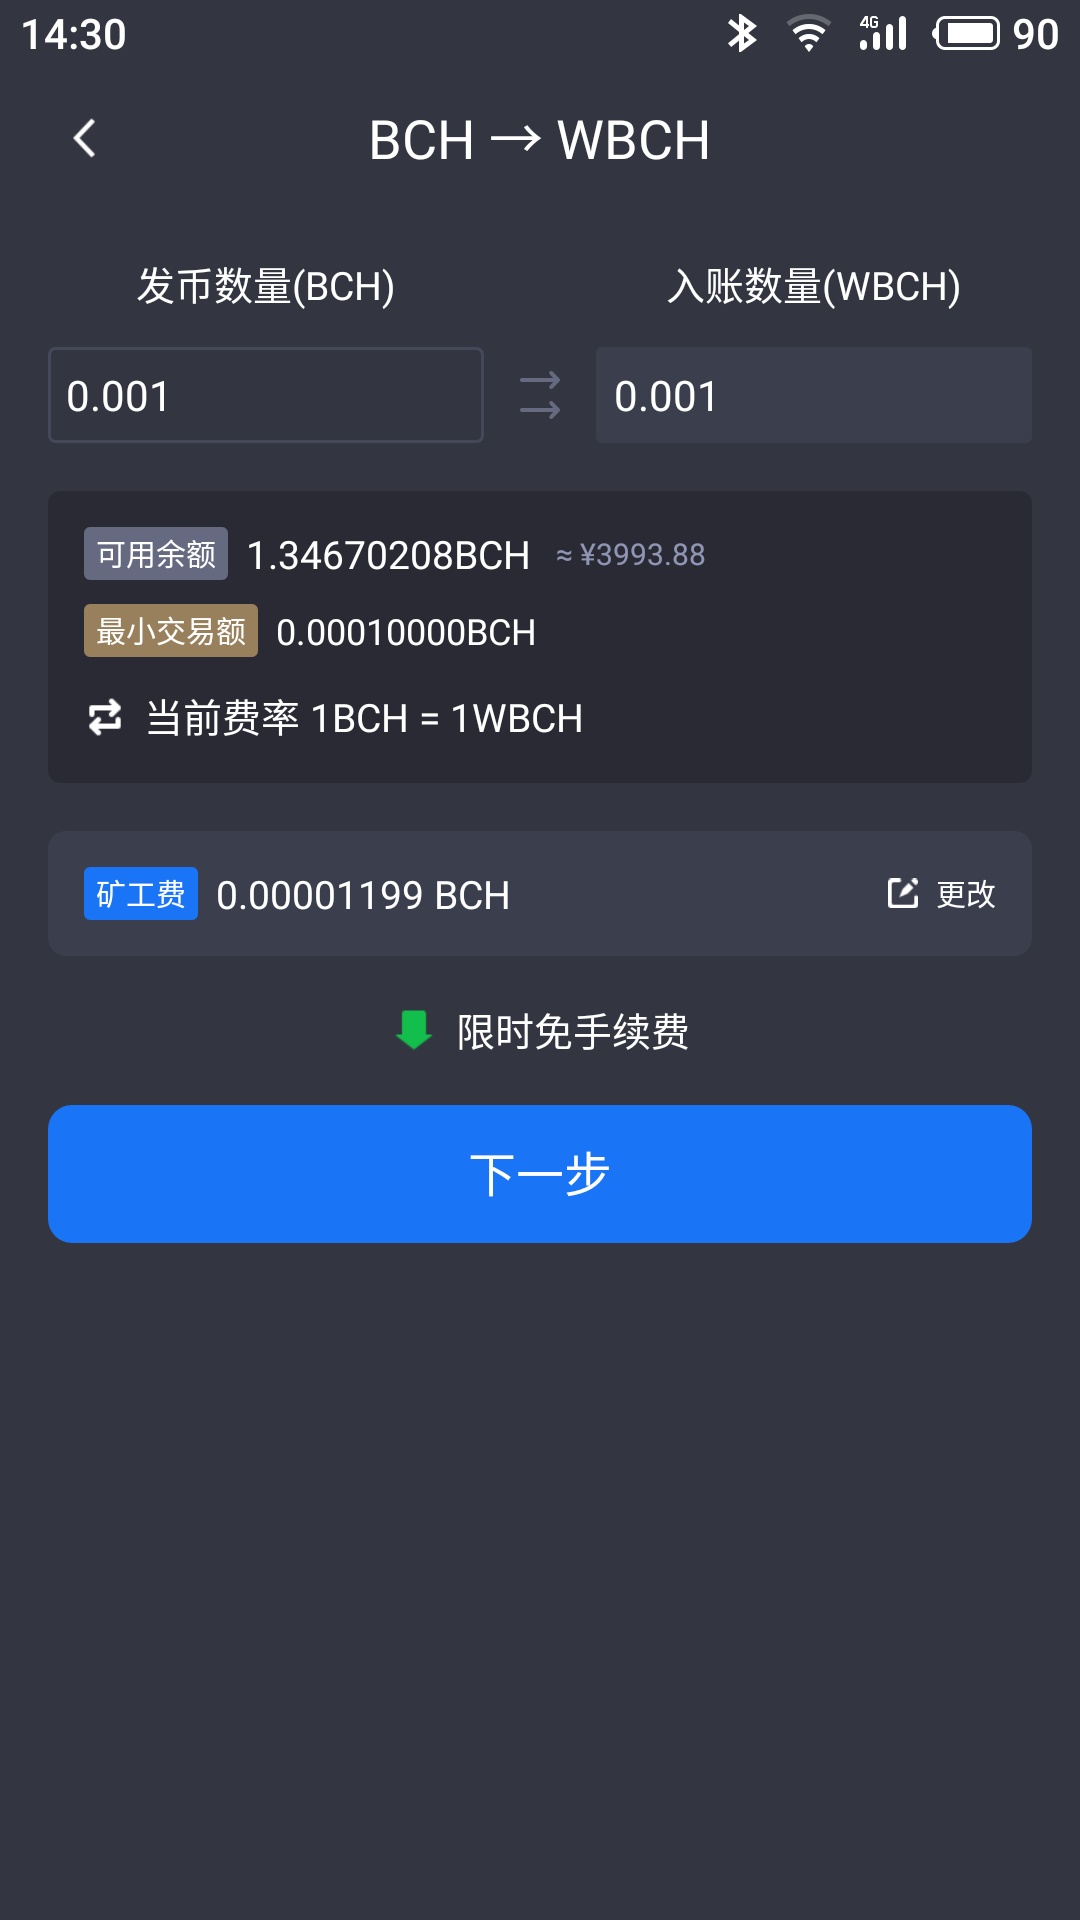 14:30
4G
90
BCH → WBCH
发币数量(BCH)
入账数量(WBCH)
0.001
0.001
可用余额 1.34670208BCH ≈ ¥3993.88
最小交易额 0.00010000BCH
当前费率 1BCH = 1WBCH
矿工费 0.00001199 BCH
更改
限时免手续费
下一步